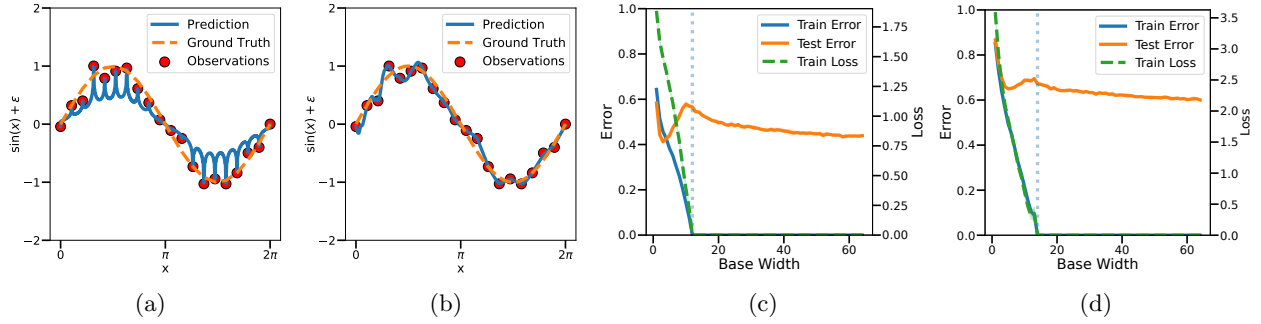 2
1
0
−1
−2
sin(x) + ε
0
π
2π
x
Prediction
Ground Truth
Observations
(a)
2
1
0
−1
−2
sin(x) + ε
0
π
2π
x
Prediction
Ground Truth
Observations
(b)
1.0
0.8
0.6
0.4
0.2
0.0
Error
0
20
40
60
Base Width
Train Error
Test Error
Train Loss
1.75
1.50
1.25
1.00
0.75
0.50
0.25
0.00
Loss
(c)
1.0
0.8
0.6
0.4
0.2
0.0
Error
0
20
40
60
Base Width
Train Error
Test Error
Train Loss
3.5
3.0
2.5
2.0
1.5
1.0
0.5
0.0
Loss
(d)